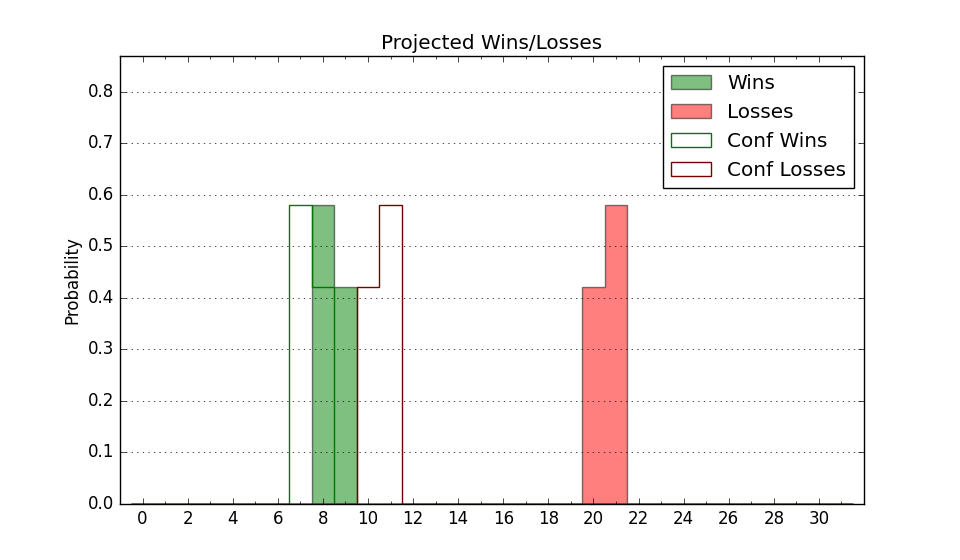 Projected Wins/Losses
Wins
Losses
Conf Wins
Conf Losses
Probability
0.8
0.7
0.6
0.5
0.4
0.3
0.2
0.1
0.0
0 2 4 6 8 10 12 14 16 18 20 22 24 26 28 30